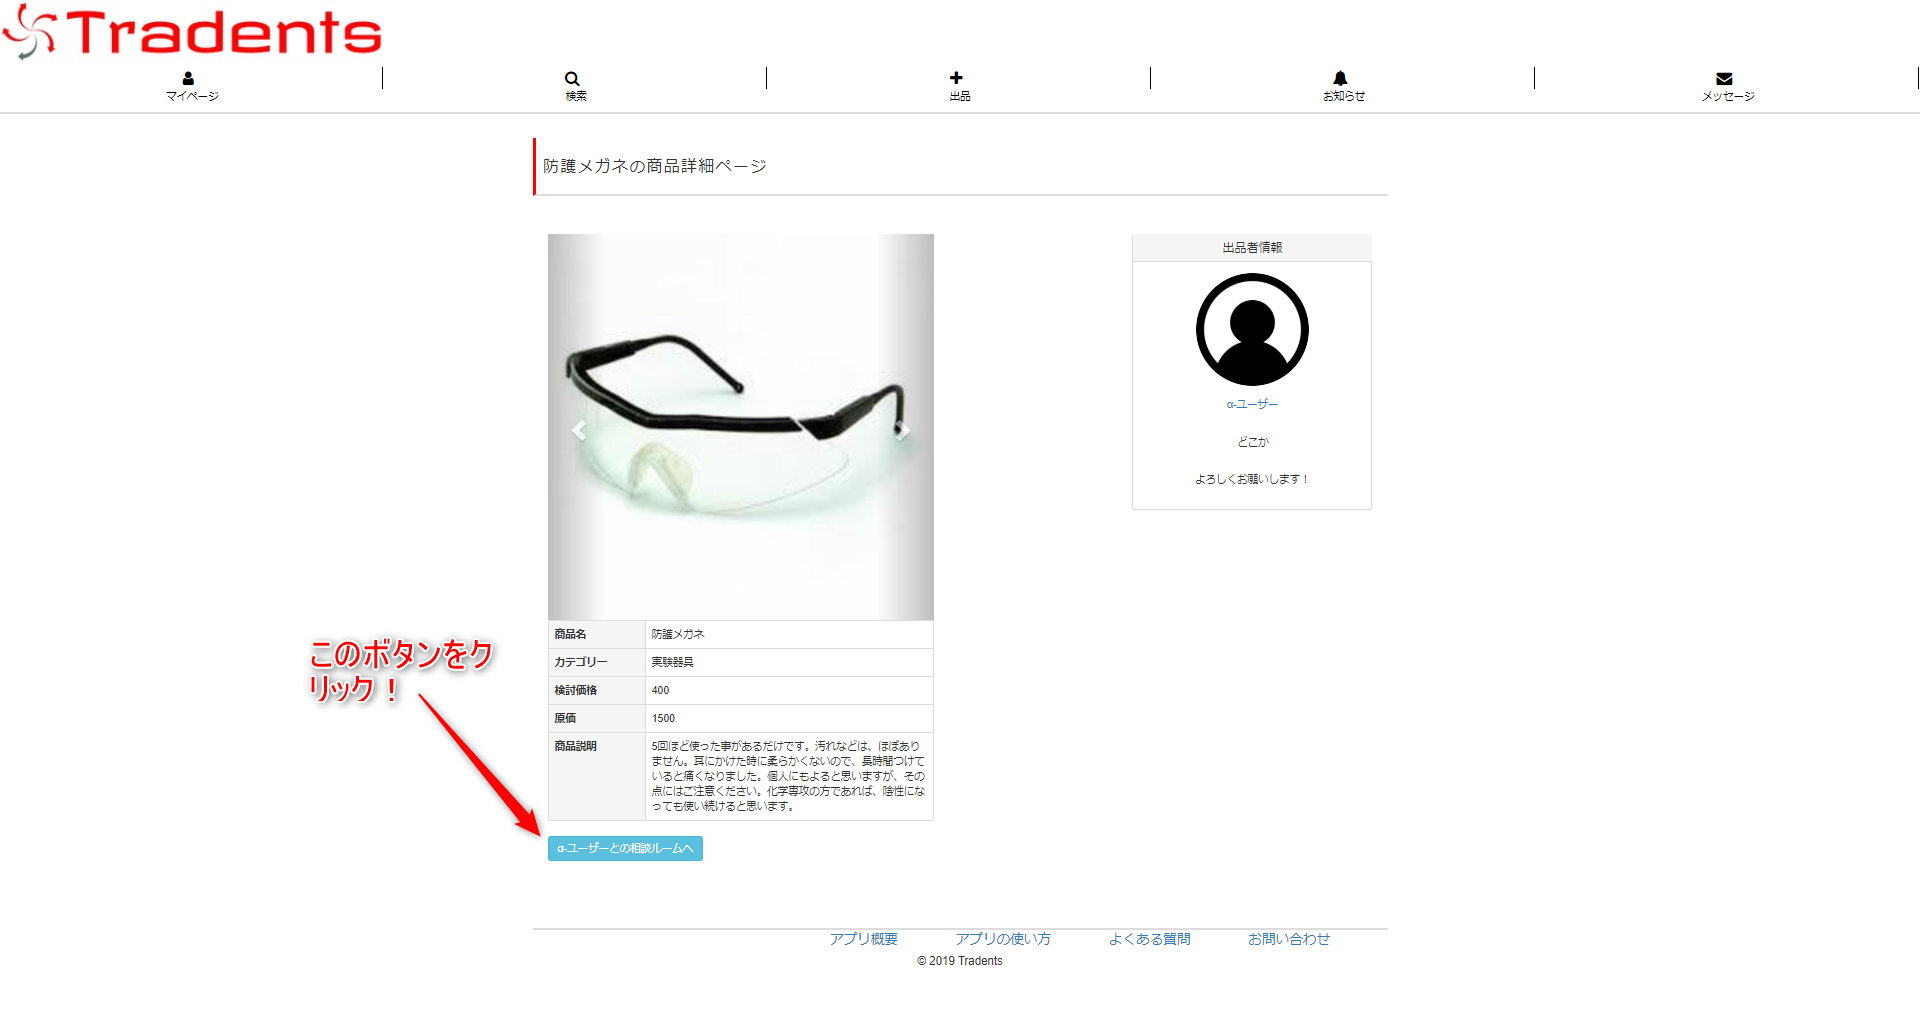 Tradents
マイページ
検索
出品
お知らせ
メッセージ
防護メガネの商品詳細ページ
出品者情報
α-ユーザー
どこか
よろしくお願いします！
商品名 防護メガネ
カテゴリー 実験器具
検討価格 400
原価 1500
商品説明 5回ほど使った事があるだけです。汚れなどは、ほぼあり
ません。耳にかけた時に柔らかくないので、長時間つけて
いると痛くなりました。個人にもよると思いますが、その
点にはご注意ください。化学専攻の方であれば、陰性にな
っても使い続けると思います。
このボタンをク
リック！
α-ユーザーとの相談ルームへ
アプリ概要 アプリの使い方 よくある質問 お問い合わせ
© 2019 Tradents